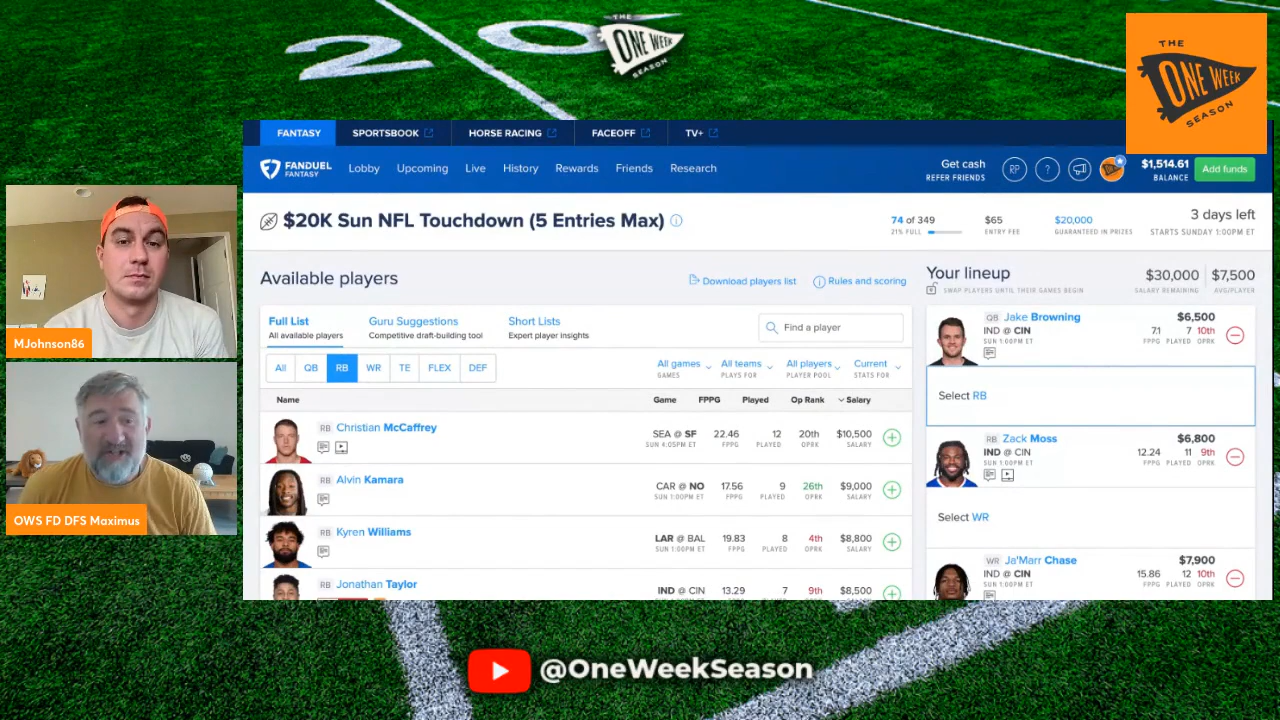 2 0
THE
ONE WEEK
SEASON
THE
ONE WEEK
SEASON
FANTASY
SPORTSBOOK
HORSE RACING
FACEOFF
TV+
FANDUEL
FANTASY
Lobby
Upcoming
Live
History
Rewards
Friends
Research
Get cash
REFER FRIENDS
RP
?
$1,514.61
BALANCE
Add funds
$20K Sun NFL Touchdown (5 Entries Max)
74 of 349
21% FULL
$65
ENTRY FEE
$20,000
GUARANTEED IN PRIZES
3 days left
STARTS SUNDAY 1:00PM ET
Available players
Download players list
Rules and scoring
Full List
All available players
Guru Suggestions
Competitive draft-building tool
Short Lists
Expert player insights
Find a player
All QB RB WR TE FLEX DEF
All games
GAMES
All teams
PLAYS FOR
All players
PLAYER POOL
Current
STATS FOR
Name Game FPPG Played Op Rank Salary
RB Christian McCaffrey
SEA @ SF
SUN 4:05PM ET
22.46
FPPG
12
PLAYED
20th
OPRK
$10,500
SALARY
RB Alvin Kamara
CAR @ NO
SUN 1:00PM ET
17.56
FPPG
9
PLAYED
26th
OPRK
$9,000
SALARY
RB Kyren Williams
LAR @ BAL
SUN 1:00PM ET
19.83
FPPG
8
PLAYED
4th
OPRK
$8,800
SALARY
RB Jonathan Taylor
IND @ CIN
13.29
7
9th
$8,500
Your lineup
SWAP PLAYERS UNTIL THEIR GAMES BEGIN
$30,000
SALARY REMAINING
$7,500
AVG/PLAYER
QB Jake Browning
IND @ CIN
SUN 1:00PM ET
$6,500
7.1 7 10th
FPPG PLAYED OPRK
Select RB
RB Zack Moss
IND @ CIN
SUN 1:00PM ET
$6,800
12.24 11 9th
FPPG PLAYED OPRK
Select WR
WR Ja'Marr Chase
IND @ CIN
SUN 1:00PM ET
$7,900
15.86 12 10th
FPPG PLAYED OPRK
MJohnson86
OWS FD DFS Maximus
@OneWeekSeason